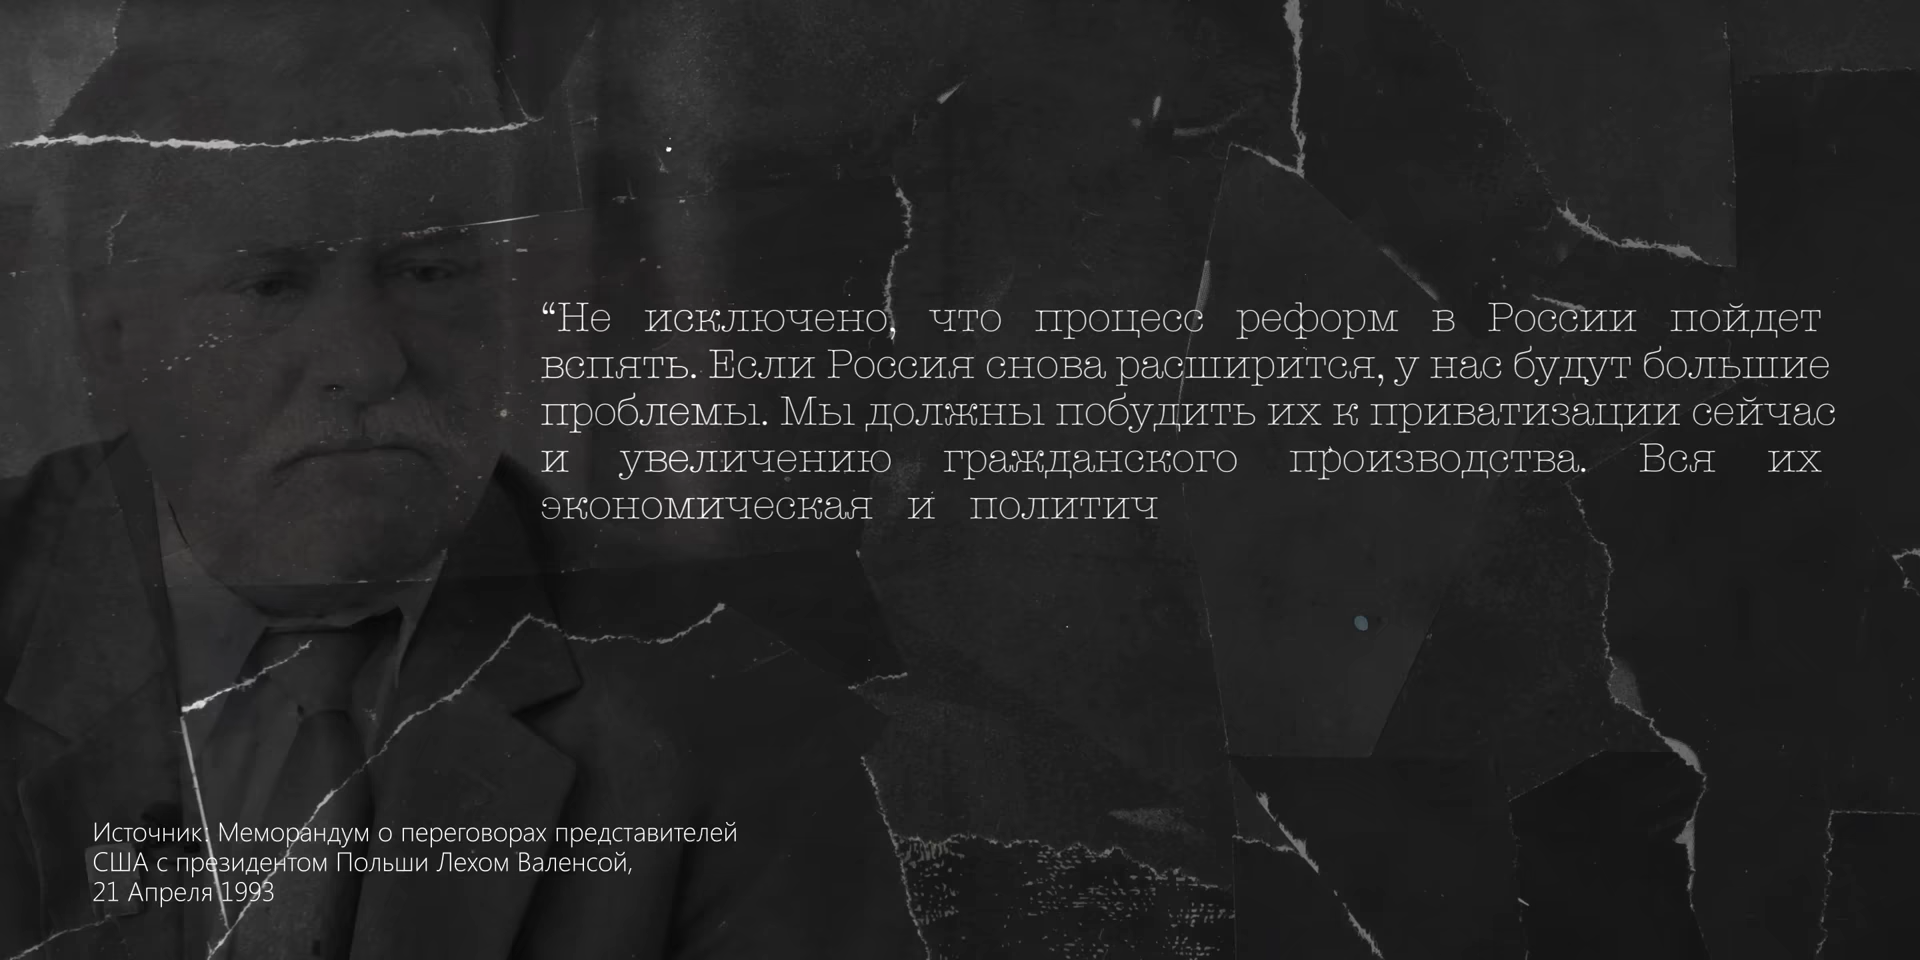 “Не исключено, что процесс реформ в России пойдет
вспять. Если Россия снова расширится, у нас будут большие
проблемы. Мы должны побудить их к приватизации сейчас
и увеличению гражданского производства. Вся их
экономическая и политич
Источник: Меморандум о переговорах представителей
США с президентом Польши Лехом Валенсой,
21 Апреля 1993